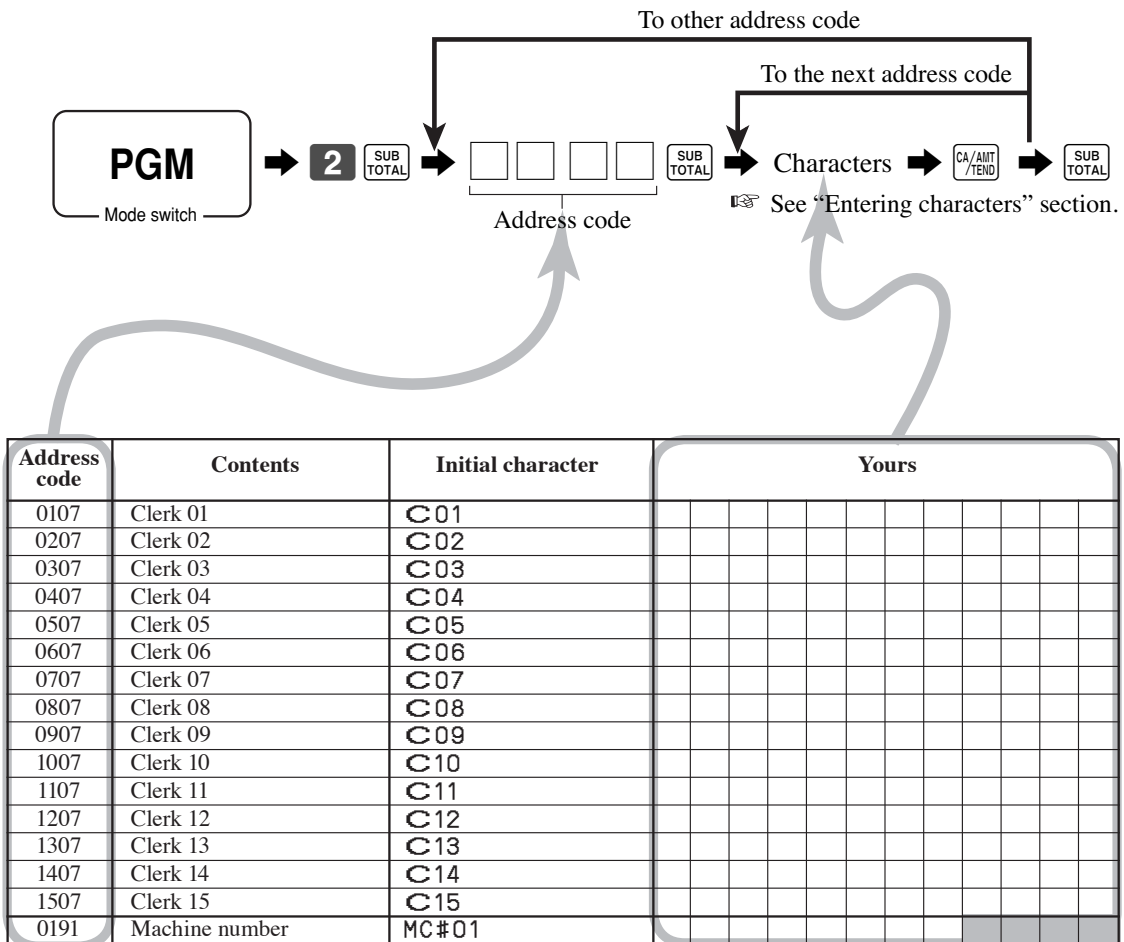 To other address code
To the next address code
PGM
Mode switch
2 SUB TOTAL
SUB TOTAL
Characters
CA/AMT /TEND
SUB TOTAL
☞ See “Entering characters” section.
Address code
Address code Contents Initial character Yours
0107 Clerk 01 C01
0207 Clerk 02 C02
0307 Clerk 03 C03
0407 Clerk 04 C04
0507 Clerk 05 C05
0607 Clerk 06 C06
0707 Clerk 07 C07
0807 Clerk 08 C08
0907 Clerk 09 C09
1007 Clerk 10 C10
1107 Clerk 11 C11
1207 Clerk 12 C12
1307 Clerk 13 C13
1407 Clerk 14 C14
1507 Clerk 15 C15
0191 Machine number MC#01